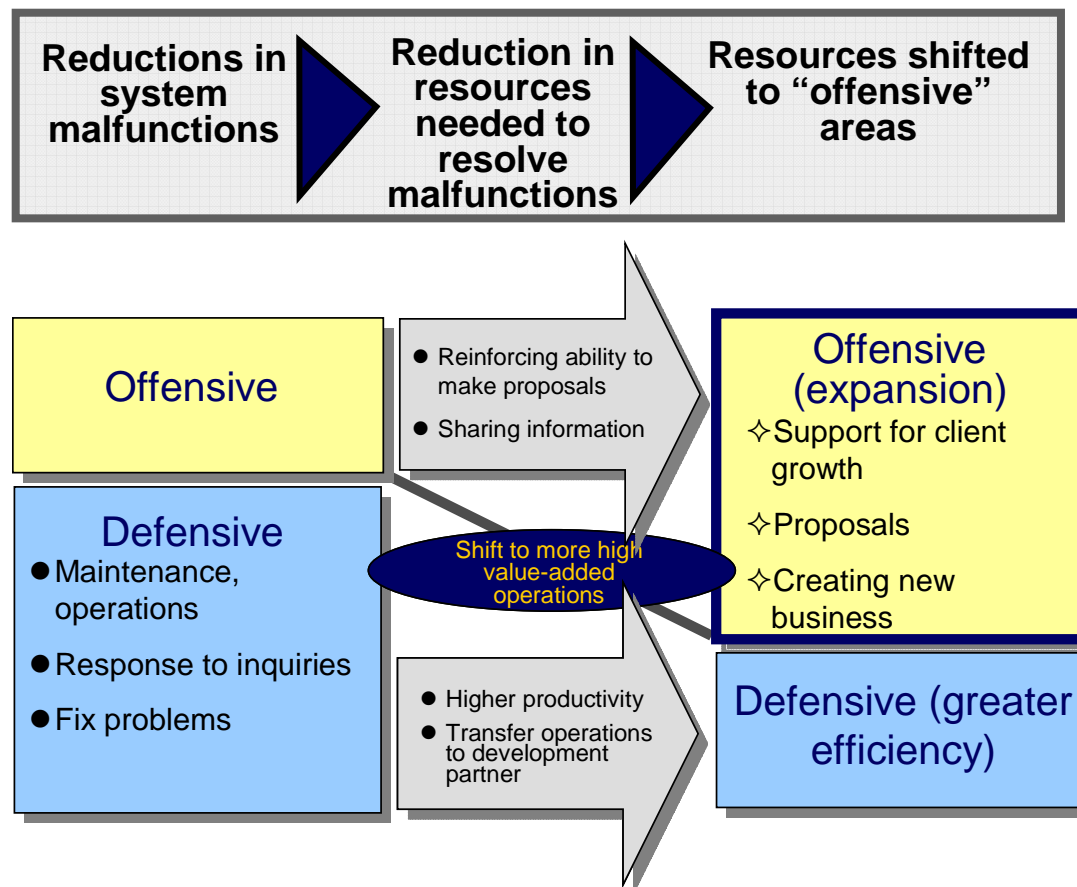 Reductions in
system
malfunctions
Reduction in
resources
needed to
resolve
malfunctions
Resources shifted
to “offensive”
areas
Offensive
● Reinforcing ability to
make proposals
● Sharing information
Offensive
(expansion)
✧Support for client
growth
✧Proposals
✧Creating new
business
Defensive
●Maintenance,
operations
●Response to inquiries
●Fix problems
Shift to more high
value-added
operations
● Higher productivity
● Transfer operations
to development
partner
Defensive (greater
efficiency)